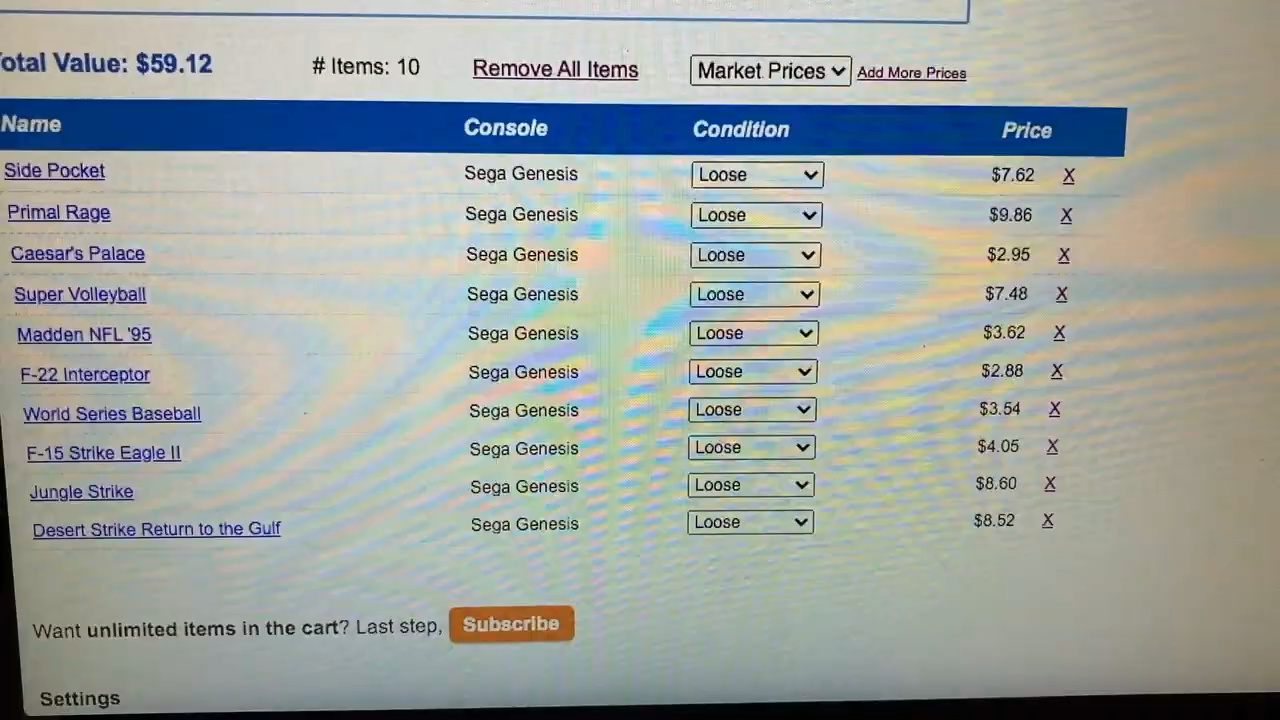 otal Value: $59.12 # Items: 10 Remove All Items Market Prices Add More Prices
Name Console Condition Price
Side Pocket Sega Genesis Loose $7.62 X
Primal Rage Sega Genesis Loose $9.86 X
Caesar's Palace Sega Genesis Loose $2.95 X
Super Volleyball Sega Genesis Loose $7.48 X
Madden NFL '95 Sega Genesis Loose $3.62 X
F-22 Interceptor Sega Genesis Loose $2.88 X
World Series Baseball Sega Genesis Loose $3.54 X
F-15 Strike Eagle II Sega Genesis Loose $4.05 X
Jungle Strike Sega Genesis Loose $8.60 X
Desert Strike Return to the Gulf Sega Genesis Loose $8.52 X
Want unlimited items in the cart? Last step, Subscribe
Settings